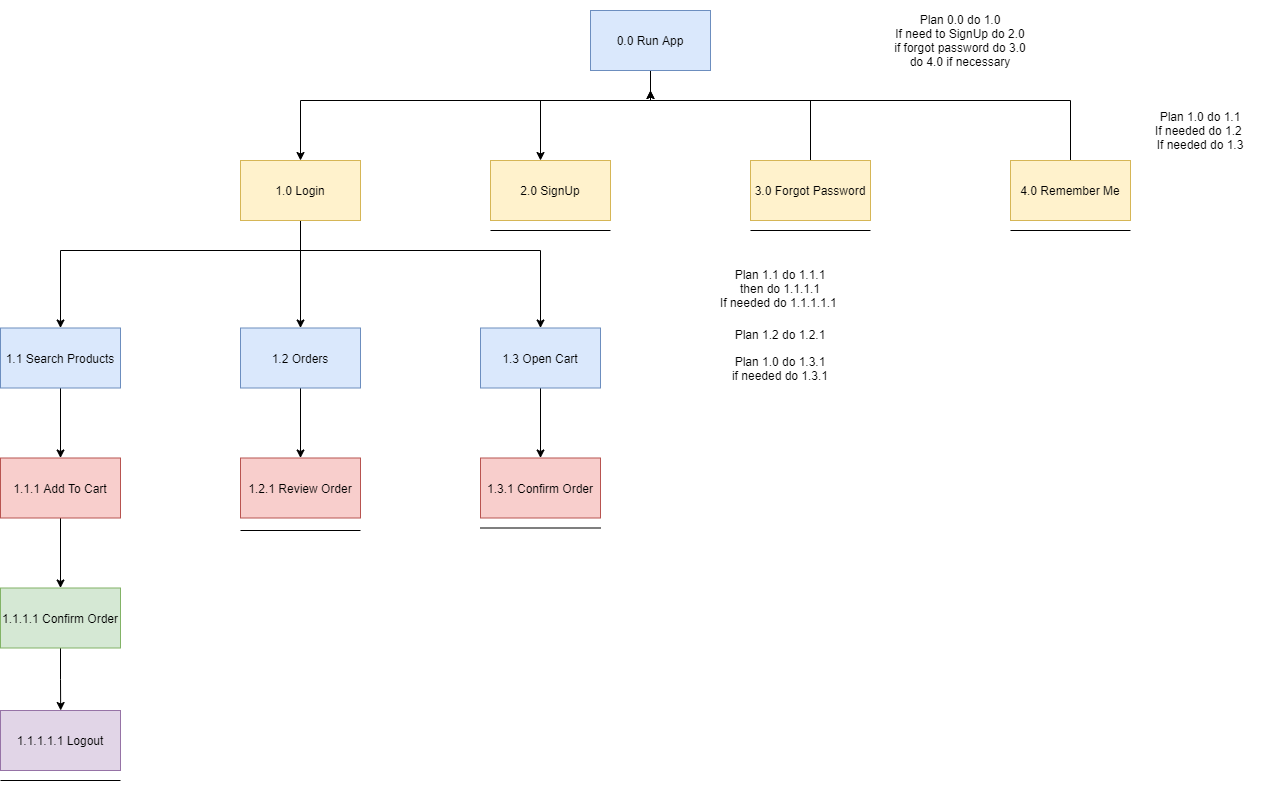 0.0 Run App
Plan 0.0 do 1.0
If need to SignUp do 2.0
if forgot password do 3.0
do 4.0 if necessary
Plan 1.0 do 1.1
If needed do 1.2
If needed do 1.3
1.0 Login
2.0 SignUp
3.0 Forgot Password
4.0 Remember Me
Plan 1.1 do 1.1.1
then do 1.1.1.1
If needed do 1.1.1.1.1
Plan 1.2 do 1.2.1
Plan 1.0 do 1.3.1
if needed do 1.3.1
1.1 Search Products
1.2 Orders
1.3 Open Cart
1.1.1 Add To Cart
1.2.1 Review Order
1.3.1 Confirm Order
1.1.1.1 Confirm Order
1.1.1.1.1 Logout